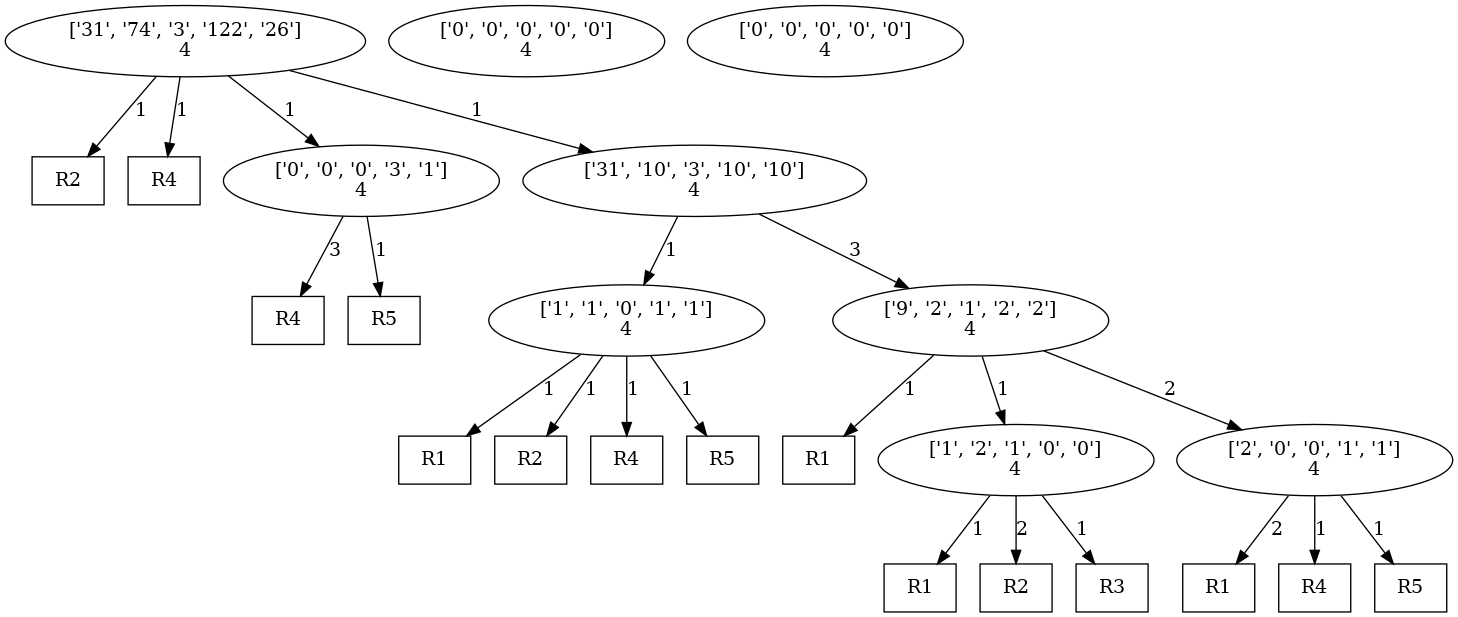 ['31', '74', '3', '122', '26']
4
['0', '0', '0', '0', '0']
4
['0', '0', '0', '0', '0']
4
1
1
1
1
R2
R4
['0', '0', '0', '3', '1']
4
['31', '10', '3', '10', '10']
4
3
1
1
3
R4
R5
['1', '1', '0', '1', '1']
4
['9', '2', '1', '2', '2']
4
1
1
1
1
1
1
2
R1
R2
R4
R5
R1
['1', '2', '1', '0', '0']
4
['2', '0', '0', '1', '1']
4
1
2
1
2
1
1
R1
R2
R3
R1
R4
R5